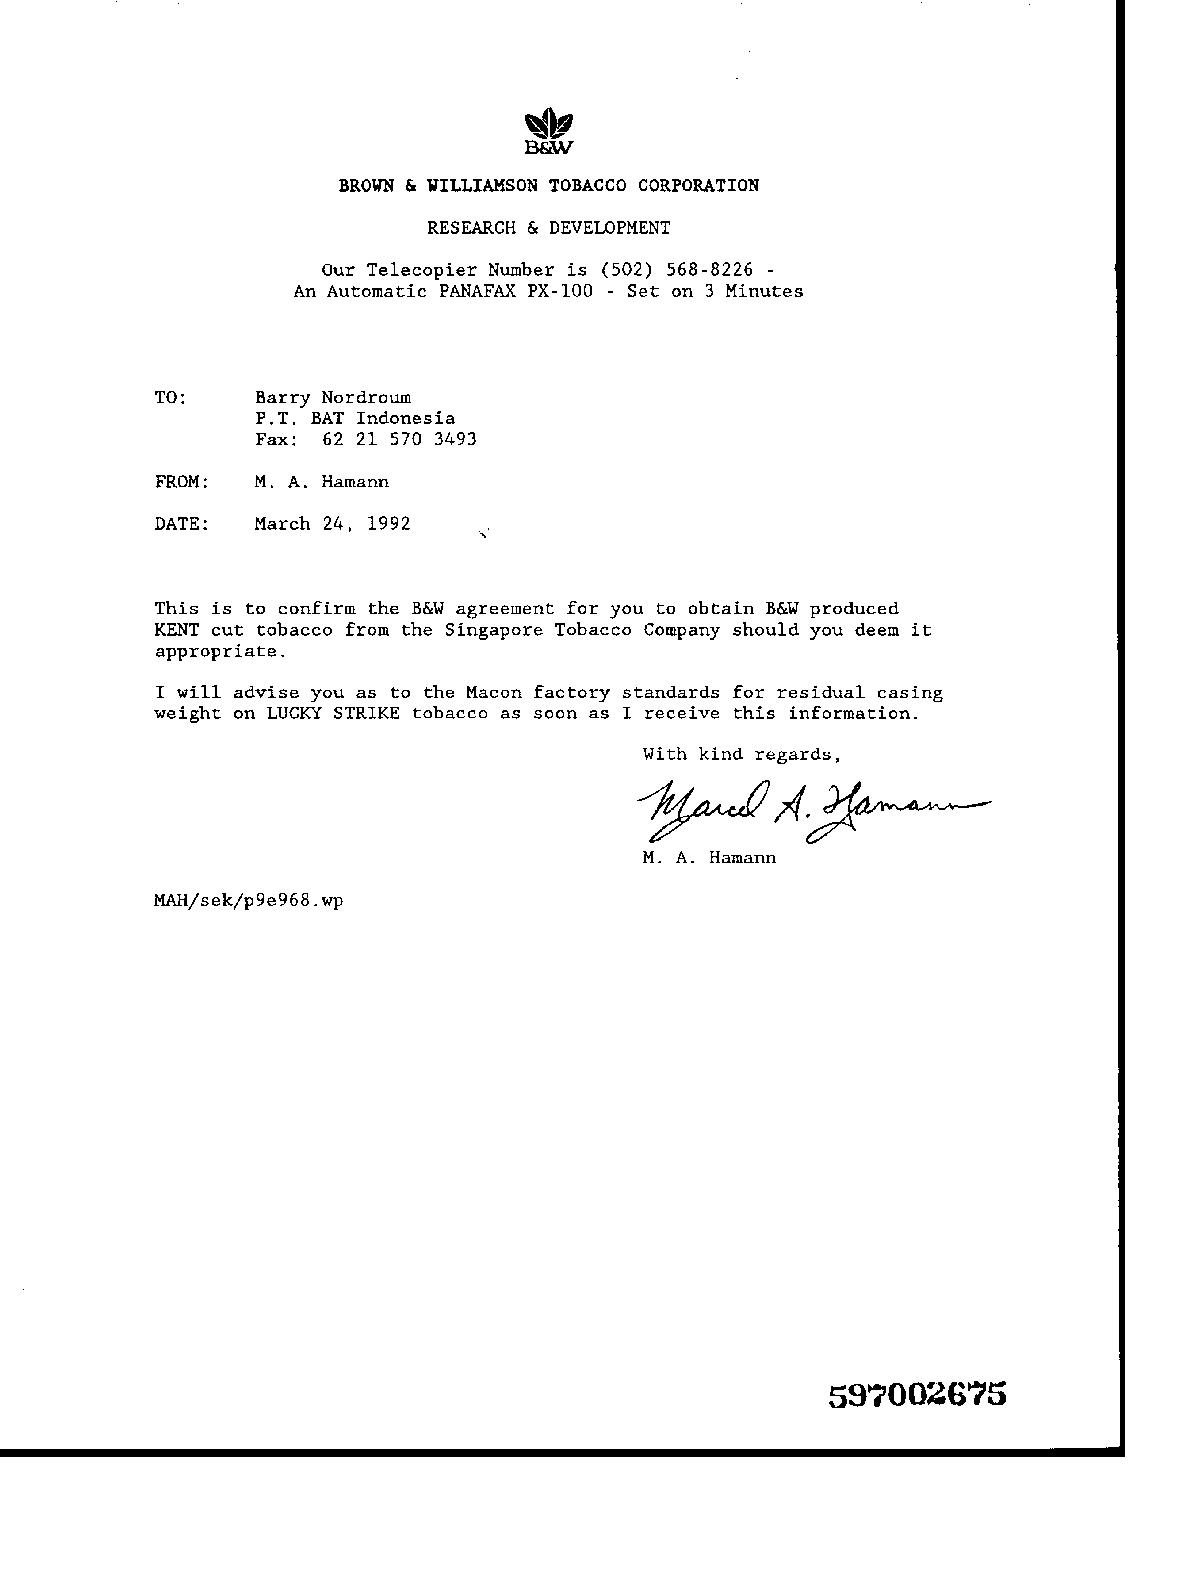 B&W
BROWN & WILLIAMSON TOBACCO CORPORATION
RESEARCH & DEVELOPMENT
Our Telecopier Number is (502) 568-8226 -
An Automatic PANAFAX PX-100 - Set on 3 Minutes
TO: Barry Nordroum
P.T. BAT Indonesia
Fax: 62 21 570 3493
FROM: M. A. Hamann
DATE: March 24, 1992
This is to confirm the B&W agreement for you to obtain B&W produced
KENT cut tobacco from the Singapore Tobacco Company should you deem it
appropriate.
I will advise you as to the Macon factory standards for residual casing
weight on LUCKY STRIKE tobacco as soon as I receive this information.
With kind regards,
Marcel A. Hamann
M. A. Hamann
MAH/sek/p9e968.wp
597002675